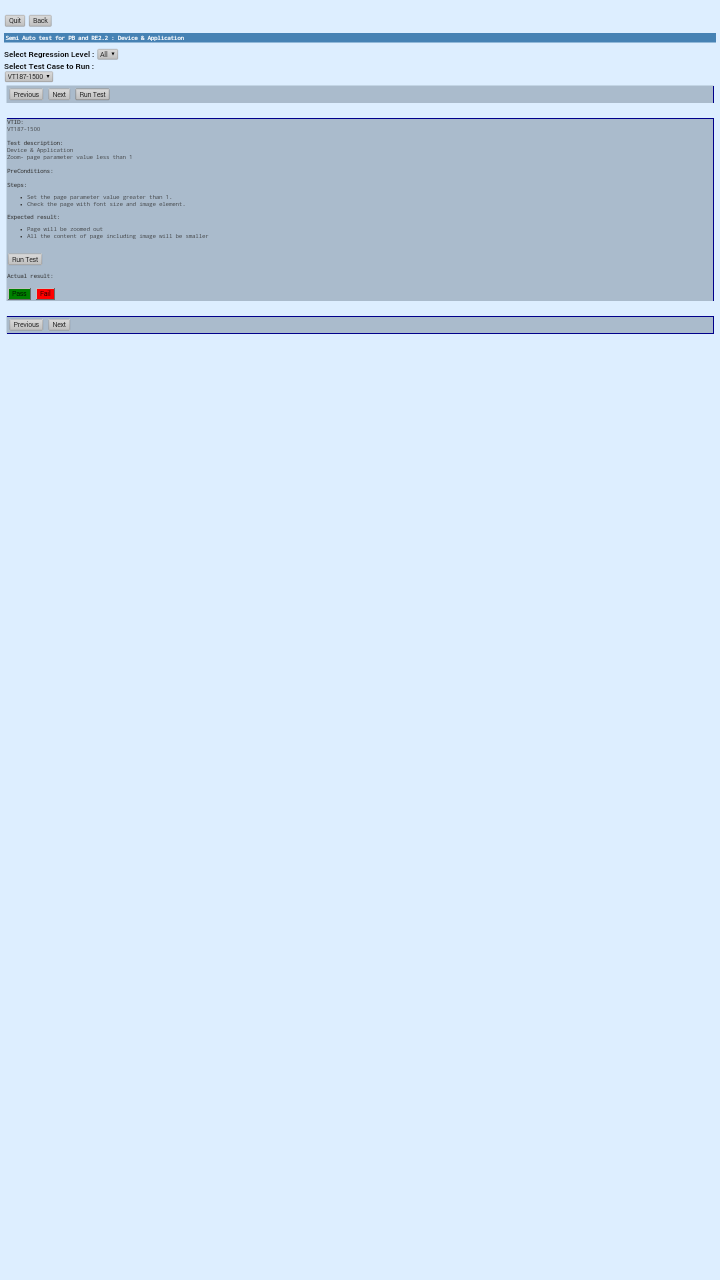 Quit Back
Semi Auto test for PB and RE2.2 : Device & Application
Select Regression Level : All
Select Test Case to Run :
VT187-1500
Previous Next Run Test
VTID:
VT187-1500
Test description:
Device & Application
Zoom- page parameter value less than 1
PreConditions:
Steps:
• Set the page parameter value greater than 1.
• Check the page with font size and image element.
Expected result:
• Page will be zoomed out
• All the content of page including image will be smaller
Run Test
Actual result:
Pass Fail
Previous Next